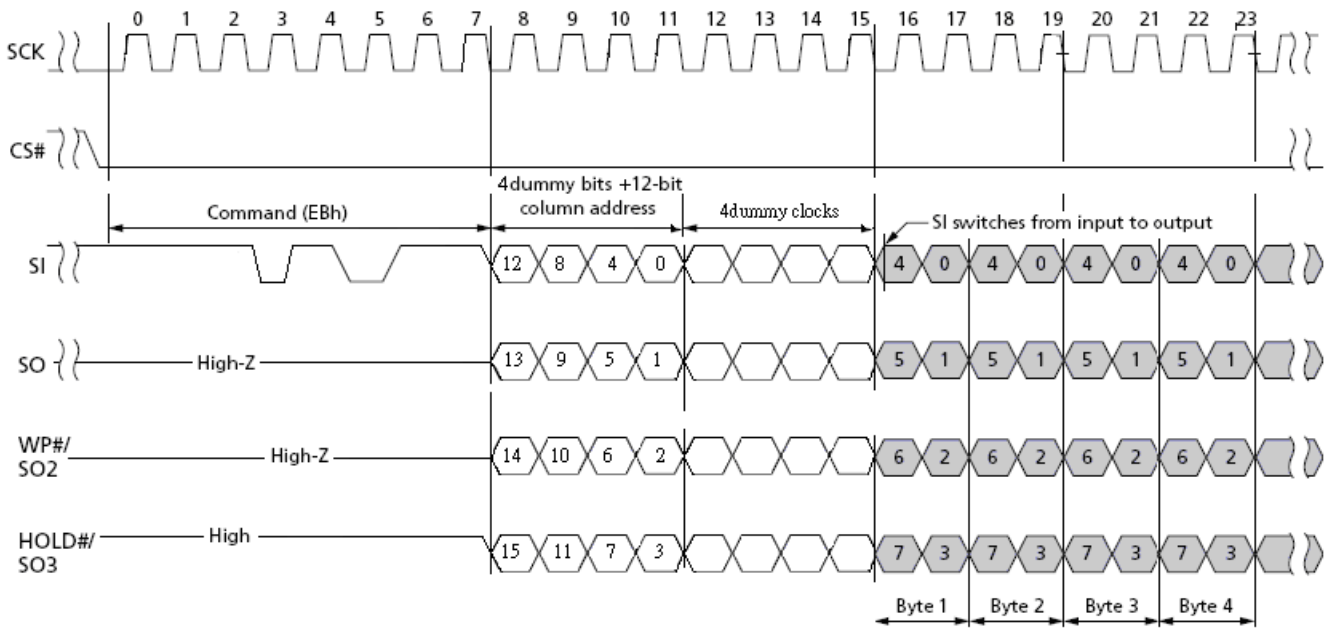 0 1 2 3 4 5 6 7 8 9 10 11 12 13 14 15 16 17 18 19 20 21 22 23
SCK
CS#
4dummy bits +12-bit
column address
Command (EBh)
4dummy clocks
SI switches from input to output
SI
12 8 4 0 4 0 4 0 4 0 4 0
SO
High-Z
13 9 5 1 5 1 5 1 5 1 5 1
WP#/
SO2
High-Z
14 10 6 2 6 2 6 2 6 2 6 2
HOLD#/
SO3
High
15 11 7 3 7 3 7 3 7 3 7 3
Byte 1 Byte 2 Byte 3 Byte 4